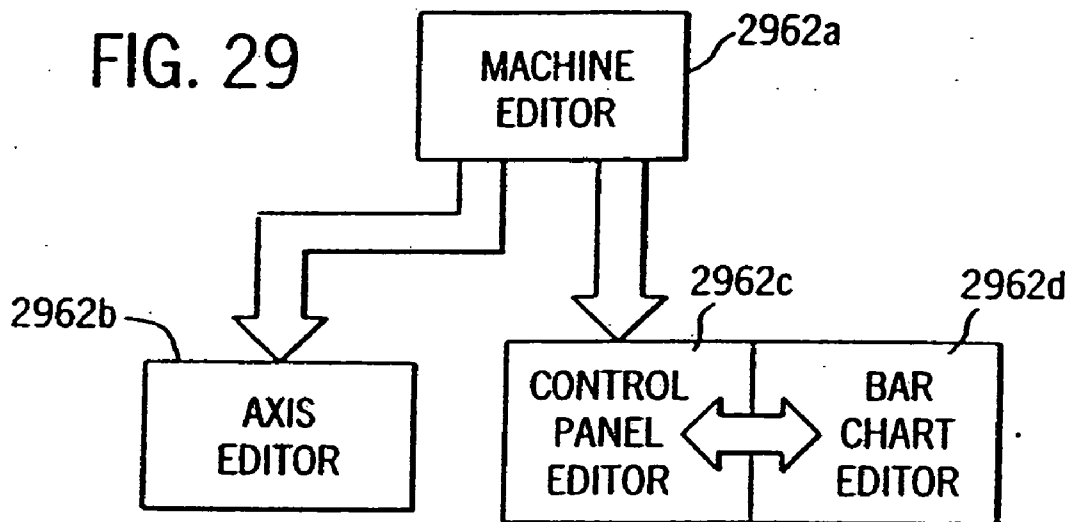 FIG. 29
2962a
MACHINE
EDITOR
2962b
AXIS
EDITOR
2962c
CONTROL
PANEL
EDITOR
2962d
BAR
CHART
EDITOR